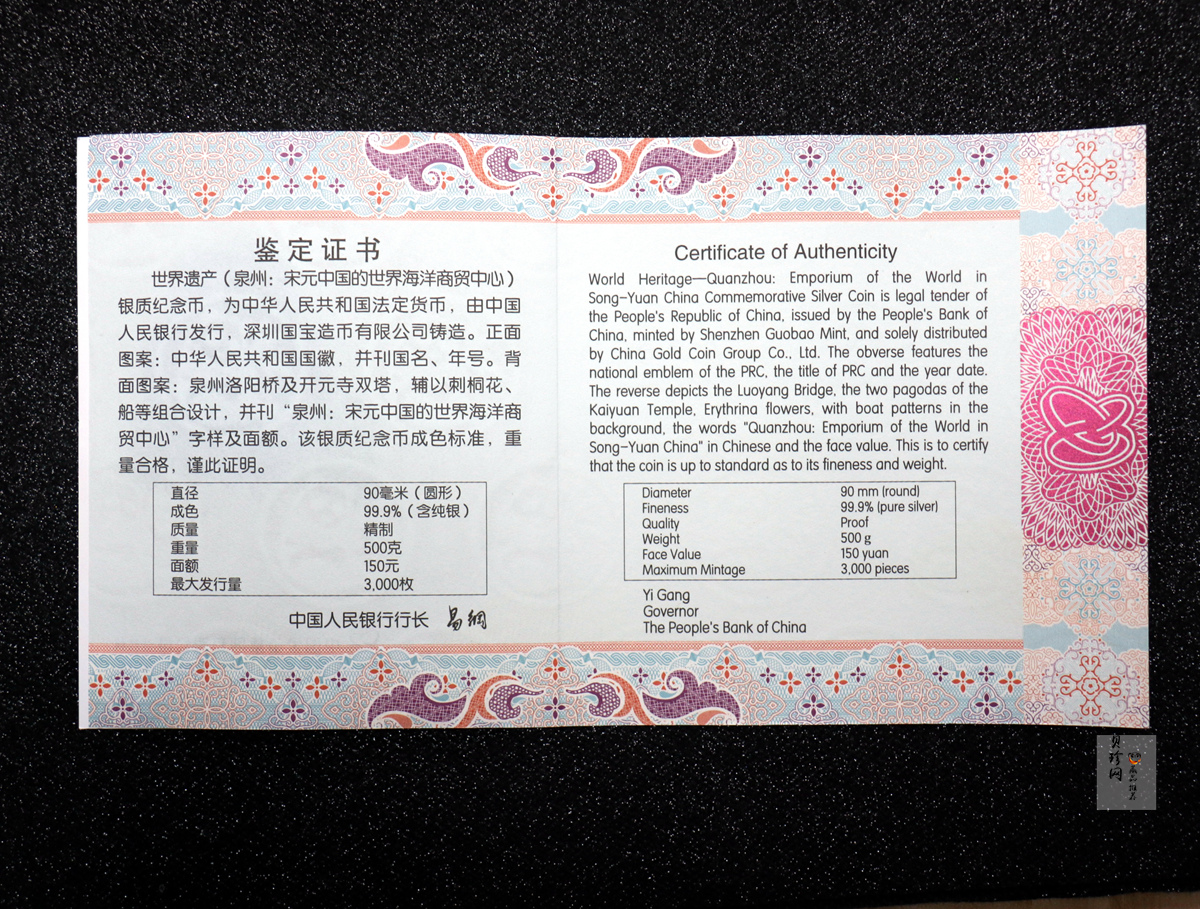 鉴定证书
世界遗产（泉州：宋元中国的世界海洋商贸中心）
银质纪念币，为中华人民共和国法定货币，由中国
人民银行发行，深圳国宝造币有限公司铸造。正面
图案：中华人民共和国国徽，并刊国名、年号。背
面图案：泉州洛阳桥及开元寺双塔，辅以刺桐花、
船等组合设计，并刊“泉州：宋元中国的世界海洋商
贸中心”字样及面额。该银质纪念币成色标准，重
量合格，谨此证明。
直径 90毫米（圆形）
成色 99.9%（含纯银）
质量 精制
重量 500克
面额 150元
最大发行量 3,000枚
中国人民银行行长 易纲
Certificate of Authenticity
World Heritage—Quanzhou: Emporium of the World in
Song-Yuan China Commemorative Silver Coin is legal tender of
the People's Republic of China, issued by the People's Bank of
China, minted by Shenzhen Guobao Mint, and solely distributed
by China Gold Coin Group Co., Ltd. The obverse features the
national emblem of the PRC, the title of PRC and the year date.
The reverse depicts the Luoyang Bridge, the two pagodas of the
Kaiyuan Temple, Erythrina flowers, with boat patterns in the
background, the words "Quanzhou: Emporium of the World in
Song-Yuan China" in Chinese and the face value. This is to certify
that the coin is up to standard as to its fineness and weight.
Diameter 90 mm (round)
Fineness 99.9% (pure silver)
Quality Proof
Weight 500 g
Face Value 150 yuan
Maximum Mintage 3,000 pieces
Yi Gang
Governor
The People's Bank of China